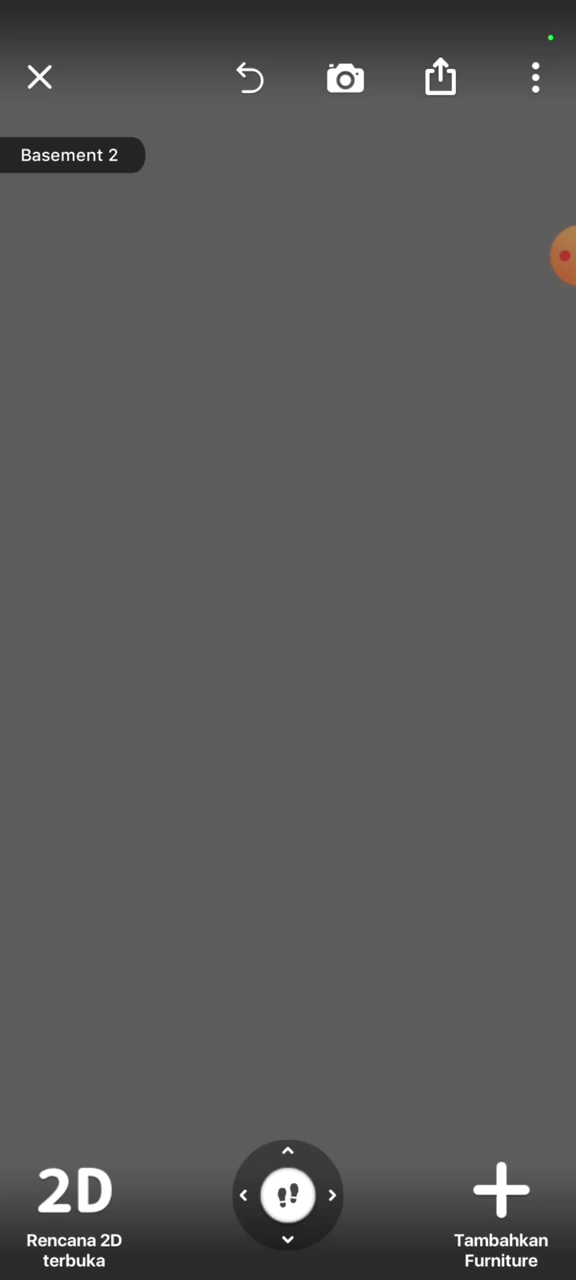 Basement 2
2D
Rencana 2D
terbuka
Tambahkan
Furniture